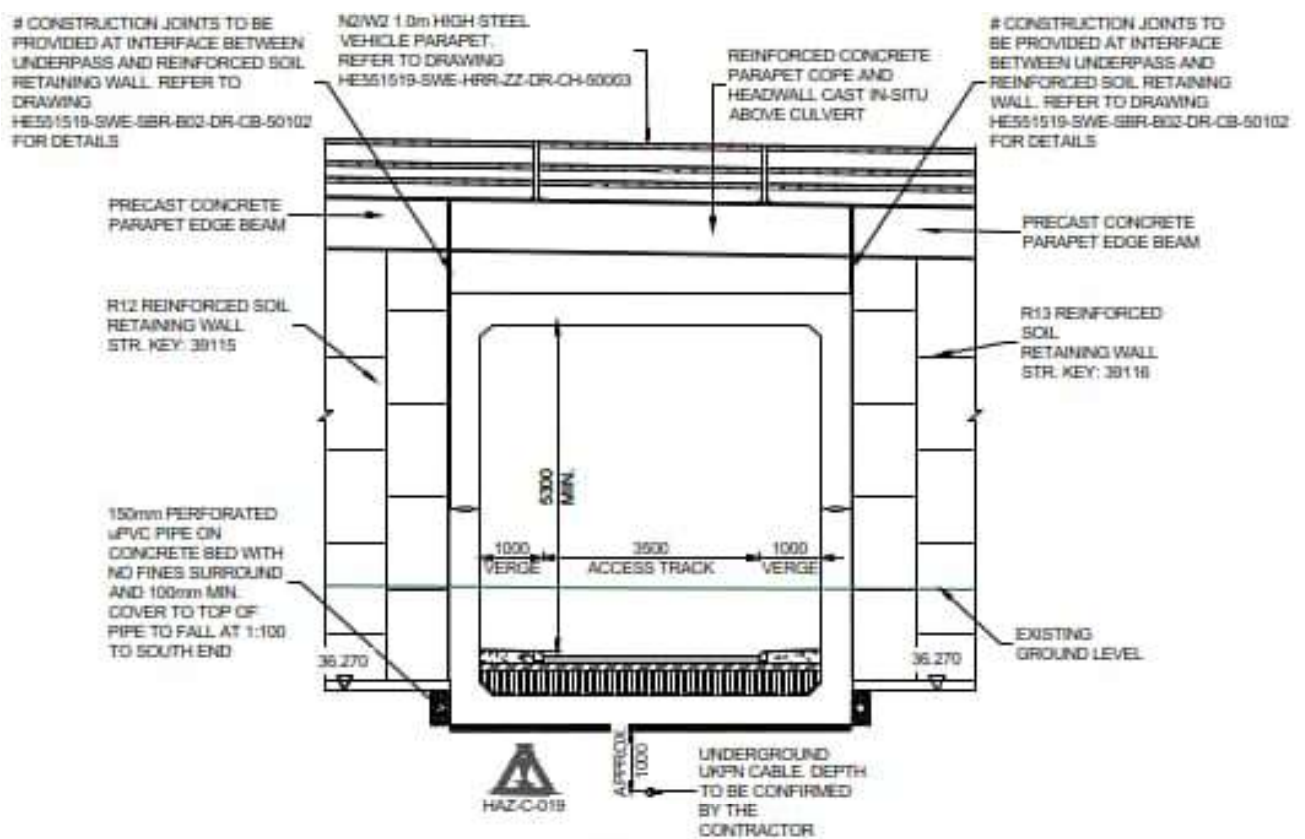 # CONSTRUCTION JOINTS TO BE
PROVIDED AT INTERFACE BETWEEN
UNDERPASS AND REINFORCED SOIL
RETAINING WALL. REFER TO
DRAWING
HE551519-SWE-SBR-B02-DR-CB-50102
FOR DETAILS
N2/W2 1.0m HIGH STEEL
VEHICLE PARAPET.
REFER TO DRAWING
HE551519-SWE-HRR-ZZ-DR-CH-50003
REINFORCED CONCRETE
PARAPET COPE AND
HEADWALL CAST IN-SITU
ABOVE CULVERT
# CONSTRUCTION JOINTS TO
BE PROVIDED AT INTERFACE
BETWEEN UNDERPASS AND
REINFORCED SOIL RETAINING
WALL. REFER TO DRAWING
HE551519-SWE-SBR-B02-DR-CB-50102
FOR DETAILS
PRECAST CONCRETE
PARAPET EDGE BEAM
PRECAST CONCRETE
PARAPET EDGE BEAM
R12 REINFORCED SOIL
RETAINING WALL
STR. KEY: 39115
R13 REINFORCED
SOIL
RETAINING WALL
STR. KEY: 39116
5300
MIN.
150mm PERFORATED
uPVC PIPE ON
CONCRETE BED WITH
NO FINES SURROUND
AND 100mm MIN.
COVER TO TOP OF
PIPE TO FALL AT 1:100
TO SOUTH END
1000
VERGE
3500
ACCESS TRACK
1000
VERGE
EXISTING
GROUND LEVEL
36.270
36.270
HAZ-C-019
APPROX
1000
UNDERGROUND
UKPN CABLE. DEPTH
TO BE CONFIRMED
BY THE
CONTRACTOR